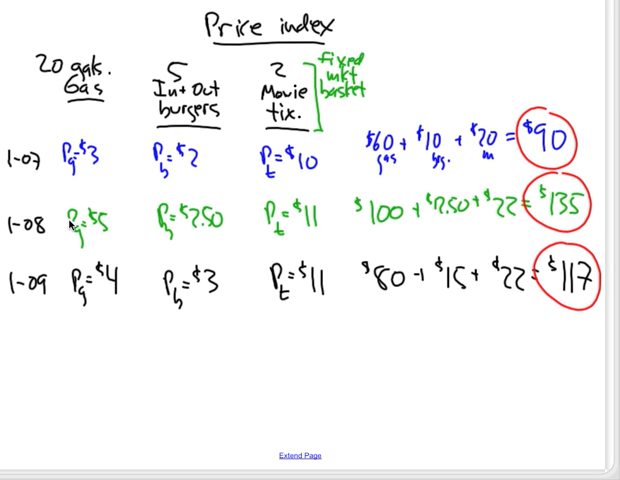 Price index
20 gals. Gas
5 In + Out burgers
2 Movie tix.
fixed mkt basket
1-07 Pg=$3 Pb=$2 Pt=$10 $60 + $10 + $20 = $90
gas bgs. m
1-08 Pg=$5 Pb=$2.50 Pt=$11 $100 + $12.50 + $22 = $135
1-09 Pg=$4 Pb=$3 Pt=$11 $80 + $15 + $22 = $117
Extend Page